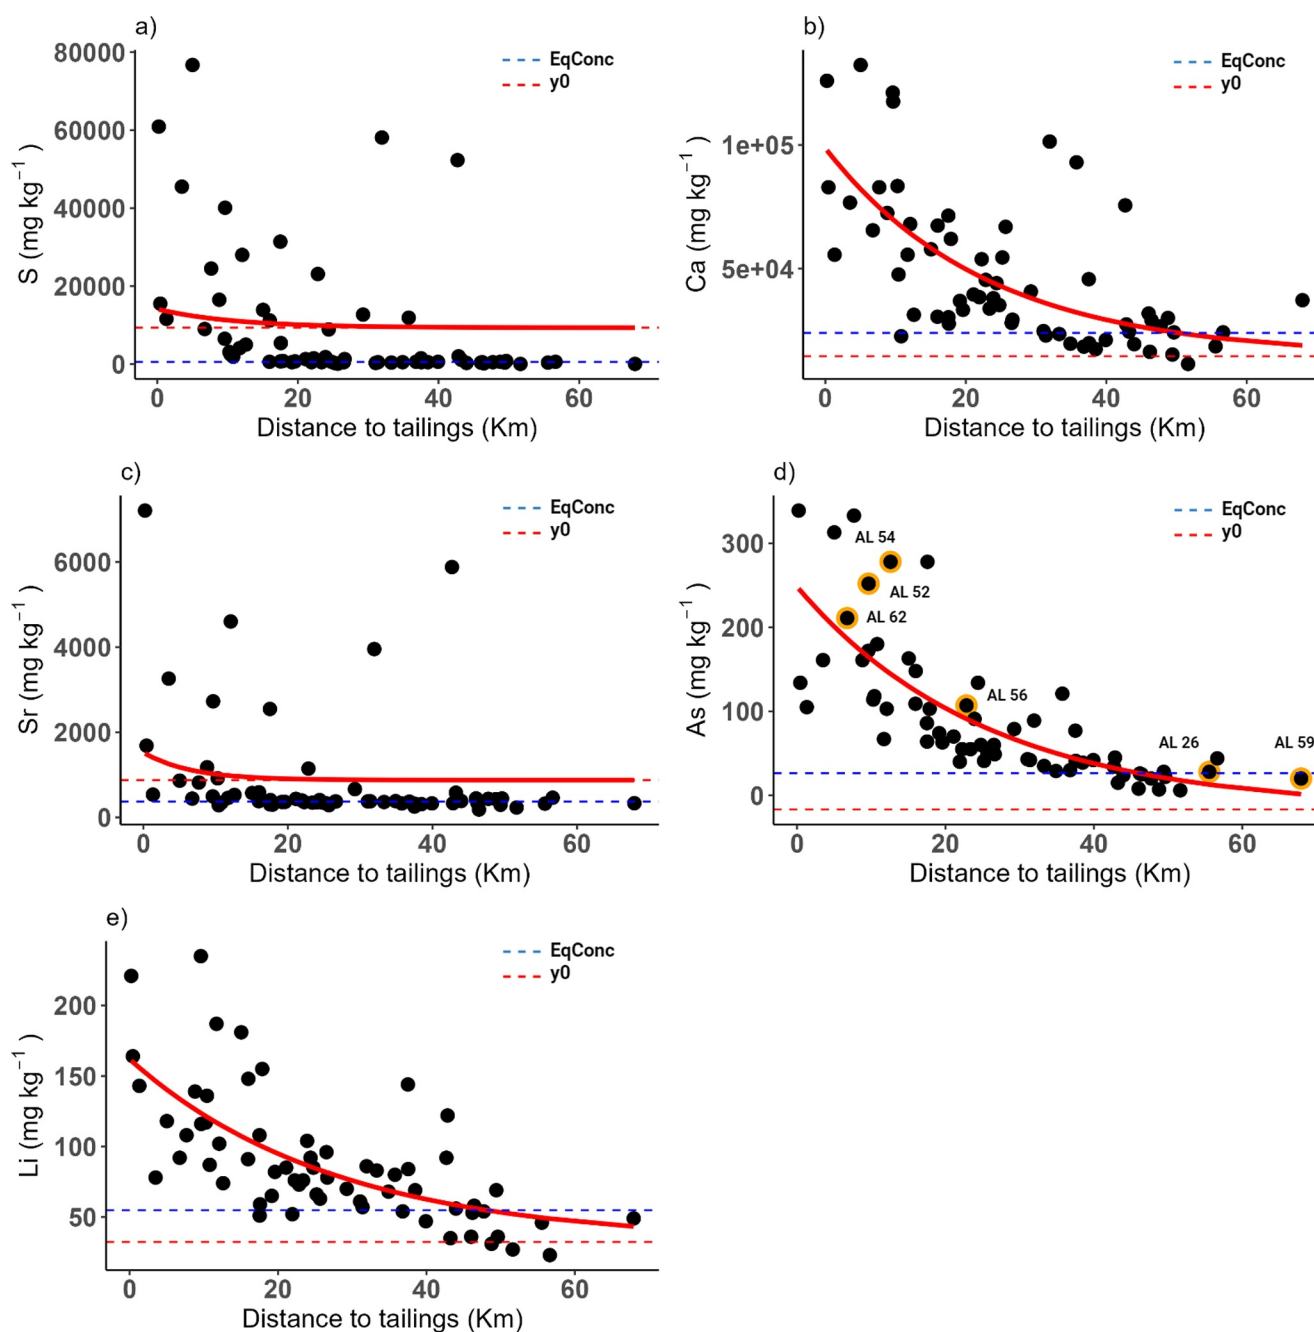 a)
EqConc
y0
80000
60000
40000
20000
0
S (mg kg⁻¹ )
0 20 40 60
Distance to tailings (Km)
b)
EqConc
y0
1e+05
5e+04
Ca (mg kg⁻¹ )
0 20 40 60
Distance to tailings (Km)
c)
EqConc
y0
6000
4000
2000
0
Sr (mg kg⁻¹ )
0 20 40 60
Distance to tailings (Km)
d)
EqConc
y0
300
200
100
0
As (mg kg⁻¹ )
AL 54
AL 52
AL 62
AL 56
AL 26
AL 59
0 20 40 60
Distance to tailings (Km)
e)
EqConc
y0
200
150
100
50
Li (mg kg⁻¹ )
0 20 40 60
Distance to tailings (Km)